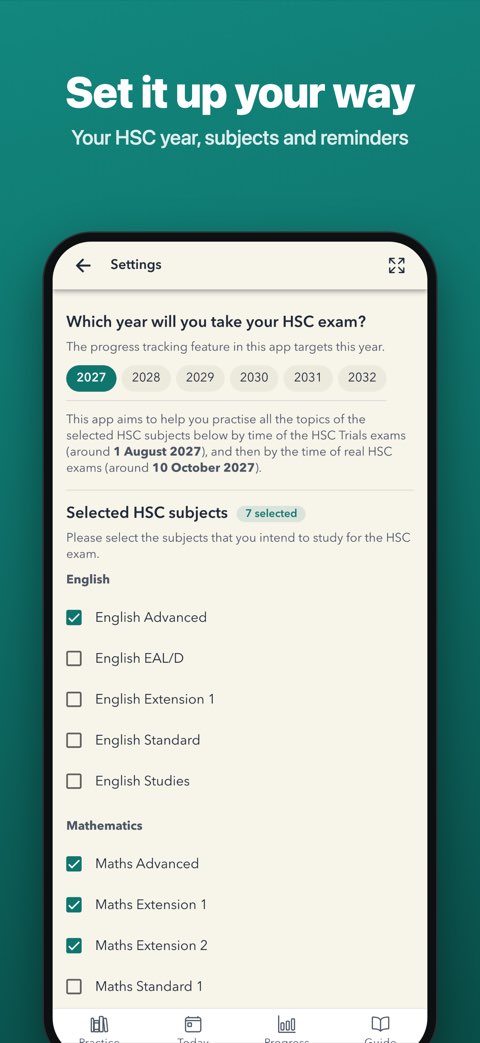 Set it up your way
Your HSC year, subjects and reminders
Settings
Which year will you take your HSC exam?
The progress tracking feature in this app targets this year.
2027 2028 2029 2030 2031 2032
This app aims to help you practise all the topics of the
selected HSC subjects below by time of the HSC Trials exams
(around 1 August 2027), and then by the time of real HSC
exams (around 10 October 2027).
Selected HSC subjects 7 selected
Please select the subjects that you intend to study for the HSC
exam.
English
English Advanced
English EAL/D
English Extension 1
English Standard
English Studies
Mathematics
Maths Advanced
Maths Extension 1
Maths Extension 2
Maths Standard 1
Practice Today Progress Guide